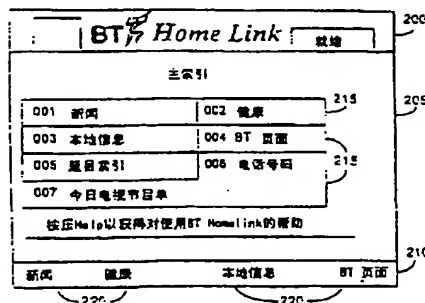 BT Home Link 就绪
200
主索引
205
001 新闻 002 健康 215
003 本地信息 004 BT 页面
005 题目索引 006 电话号码 215
007 今日电视节目单
按压Help以获得对使用BT Homelink的帮助
210
新闻 健康 本地信息 BT 页面
220 220